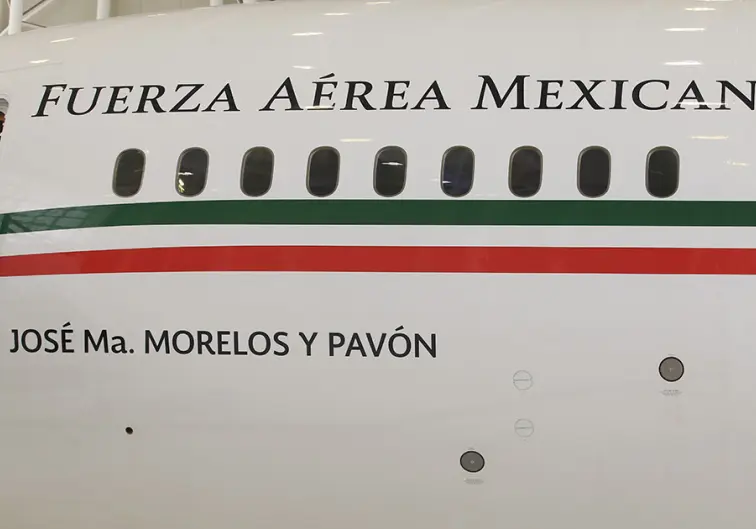 FUERZA AÉREA MEXICAN
JOSÉ Ma. MORELOS Y PAVÓN